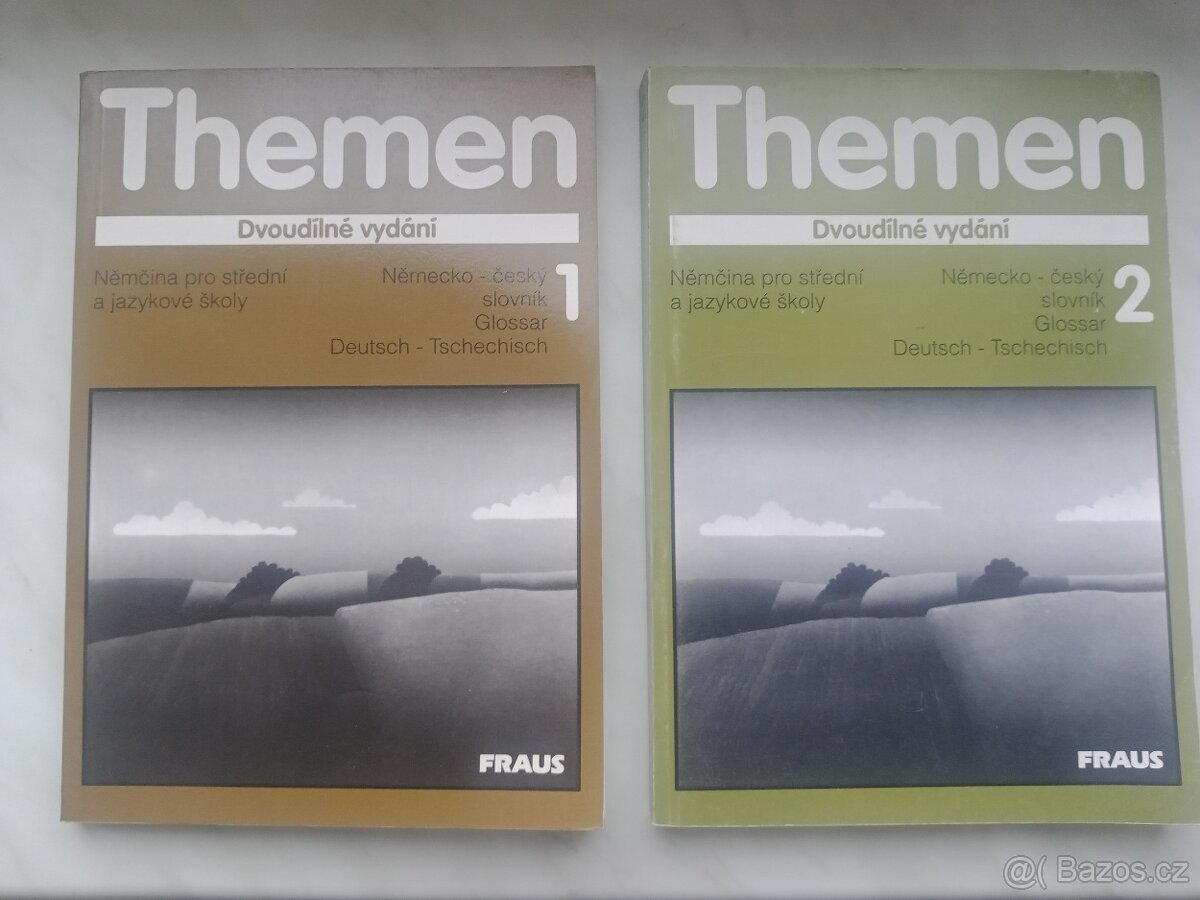 Themen
Dvoudílné vydání
Němčina pro střední
a jazykové školy
Německo - český
slovník
Glossar
Deutsch - Tschechisch
1
FRAUS
Themen
Dvoudílné vydání
Němčina pro střední
a jazykové školy
Německo - český
slovník
Glossar
Deutsch - Tschechisch
2
FRAUS
@( Bazos.cz